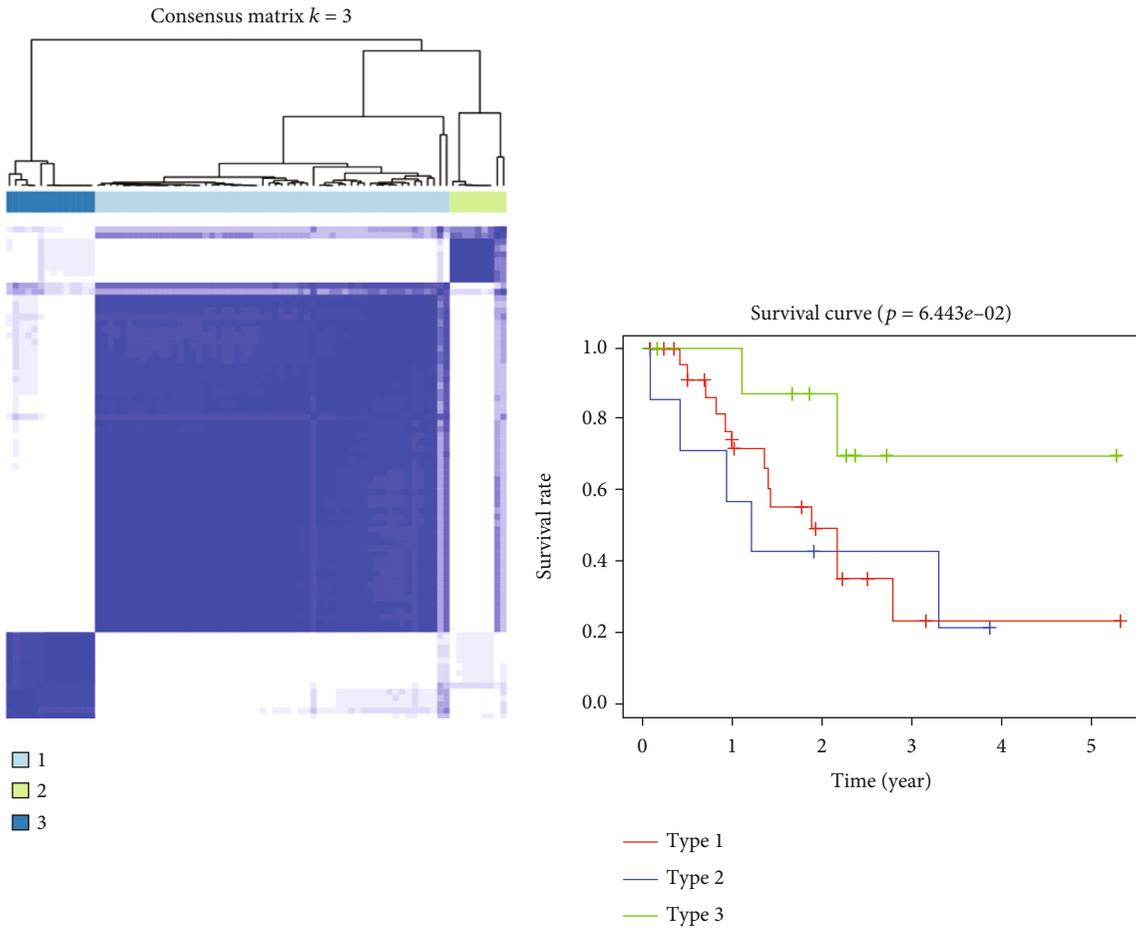 Consensus matrix k = 3
1
2
3
Survival curve (p = 6.443e–02)
Survival rate
1.0
0.8
0.6
0.4
0.2
0.0
0 1 2 3 4 5
Time (year)
Type 1
Type 2
Type 3